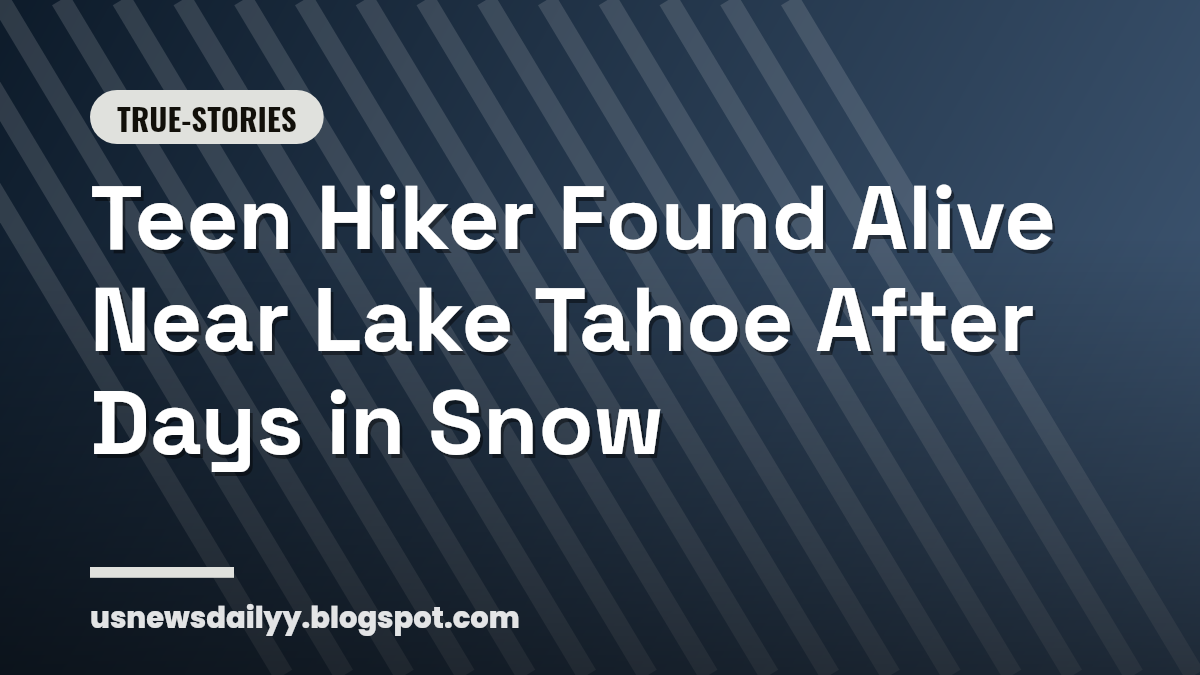 TRUE-STORIES
Teen Hiker Found Alive
Near Lake Tahoe After
Days in Snow
usnewsdailyy.blogspot.com